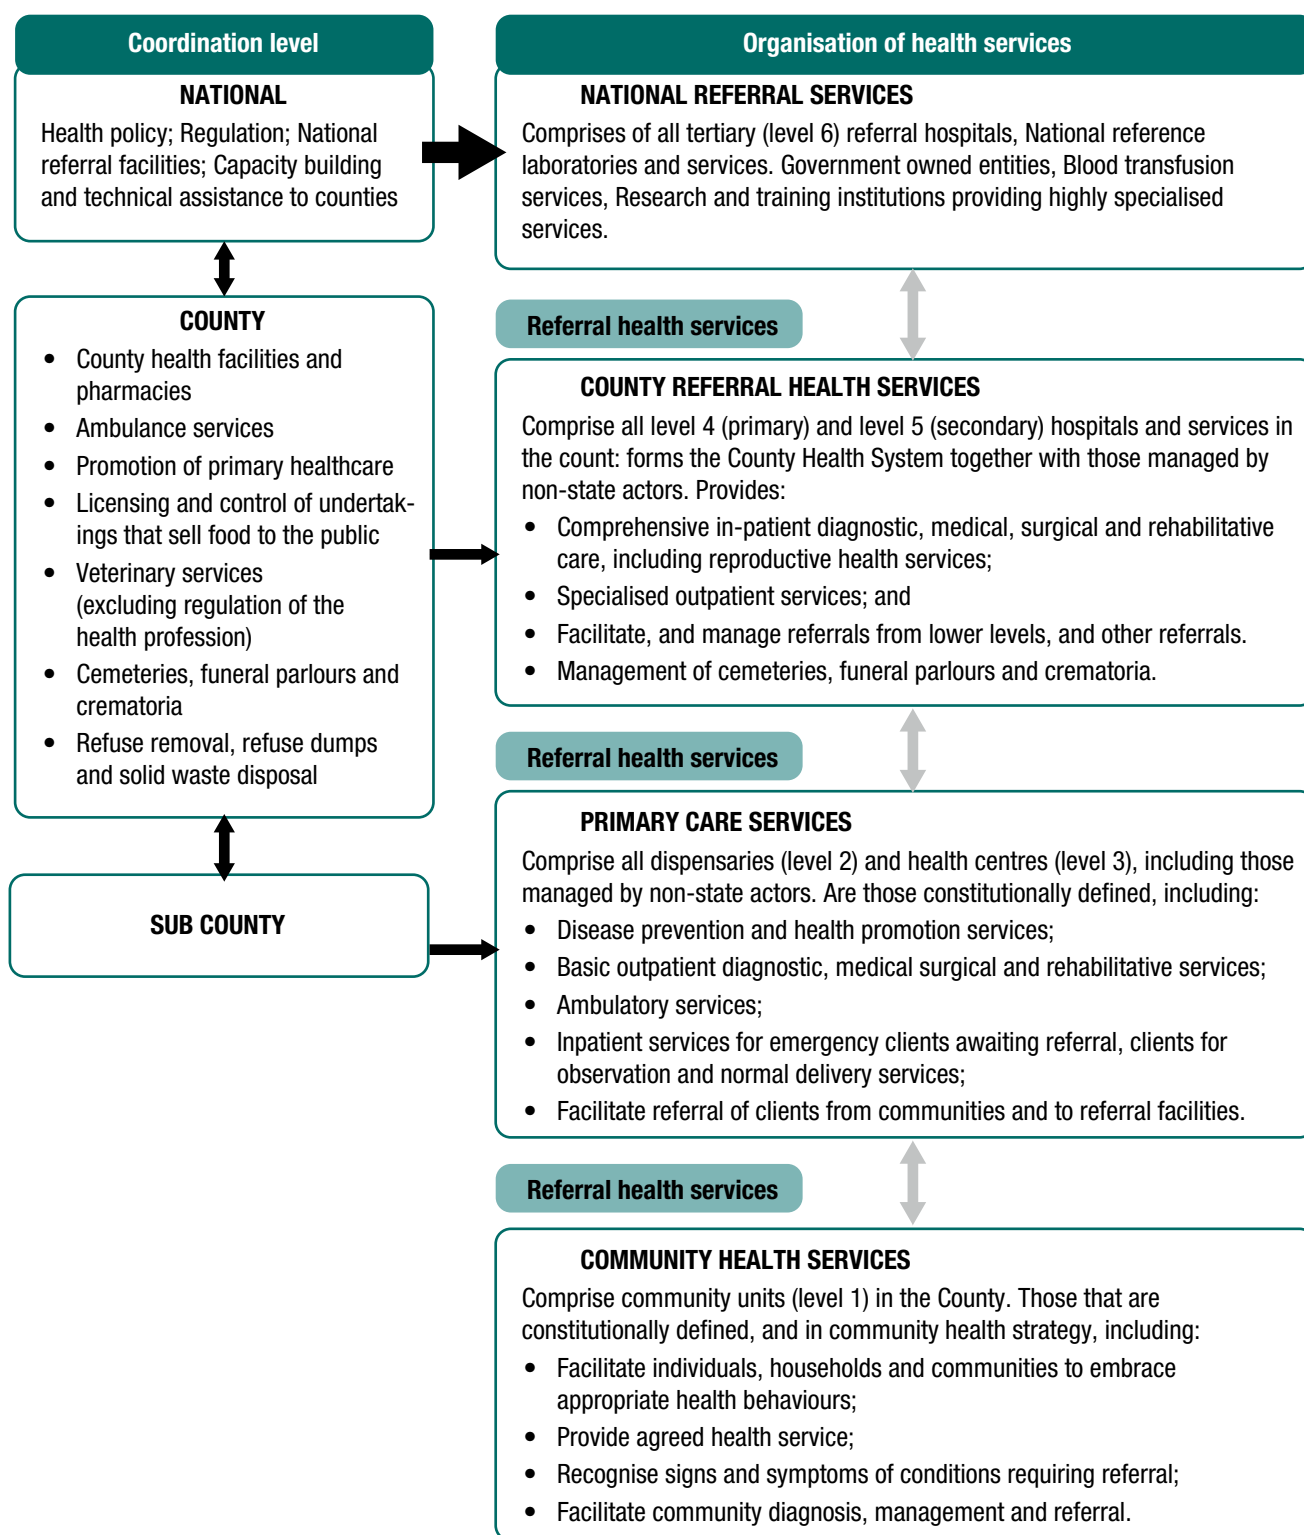 Coordination level
NATIONAL
Health policy; Regulation; National
referral facilities; Capacity building
and technical assistance to counties
COUNTY
• County health facilities and
pharmacies
• Ambulance services
• Promotion of primary healthcare
• Licensing and control of undertak-
ings that sell food to the public
• Veterinary services
(excluding regulation of the
health profession)
• Cemeteries, funeral parlours and
crematoria
• Refuse removal, refuse dumps
and solid waste disposal
SUB COUNTY
Organisation of health services
NATIONAL REFERRAL SERVICES
Comprises of all tertiary (level 6) referral hospitals, National reference
laboratories and services. Government owned entities, Blood transfusion
services, Research and training institutions providing highly specialised
services.
Referral health services
COUNTY REFERRAL HEALTH SERVICES
Comprise all level 4 (primary) and level 5 (secondary) hospitals and services in
the count: forms the County Health System together with those managed by
non-state actors. Provides:
• Comprehensive in-patient diagnostic, medical, surgical and rehabilitative
care, including reproductive health services;
• Specialised outpatient services; and
• Facilitate, and manage referrals from lower levels, and other referrals.
• Management of cemeteries, funeral parlours and crematoria.
Referral health services
PRIMARY CARE SERVICES
Comprise all dispensaries (level 2) and health centres (level 3), including those
managed by non-state actors. Are those constitutionally defined, including:
• Disease prevention and health promotion services;
• Basic outpatient diagnostic, medical surgical and rehabilitative services;
• Ambulatory services;
• Inpatient services for emergency clients awaiting referral, clients for
observation and normal delivery services;
• Facilitate referral of clients from communities and to referral facilities.
Referral health services
COMMUNITY HEALTH SERVICES
Comprise community units (level 1) in the County. Those that are
constitutionally defined, and in community health strategy, including:
• Facilitate individuals, households and communities to embrace
appropriate health behaviours;
• Provide agreed health service;
• Recognise signs and symptoms of conditions requiring referral;
• Facilitate community diagnosis, management and referral.